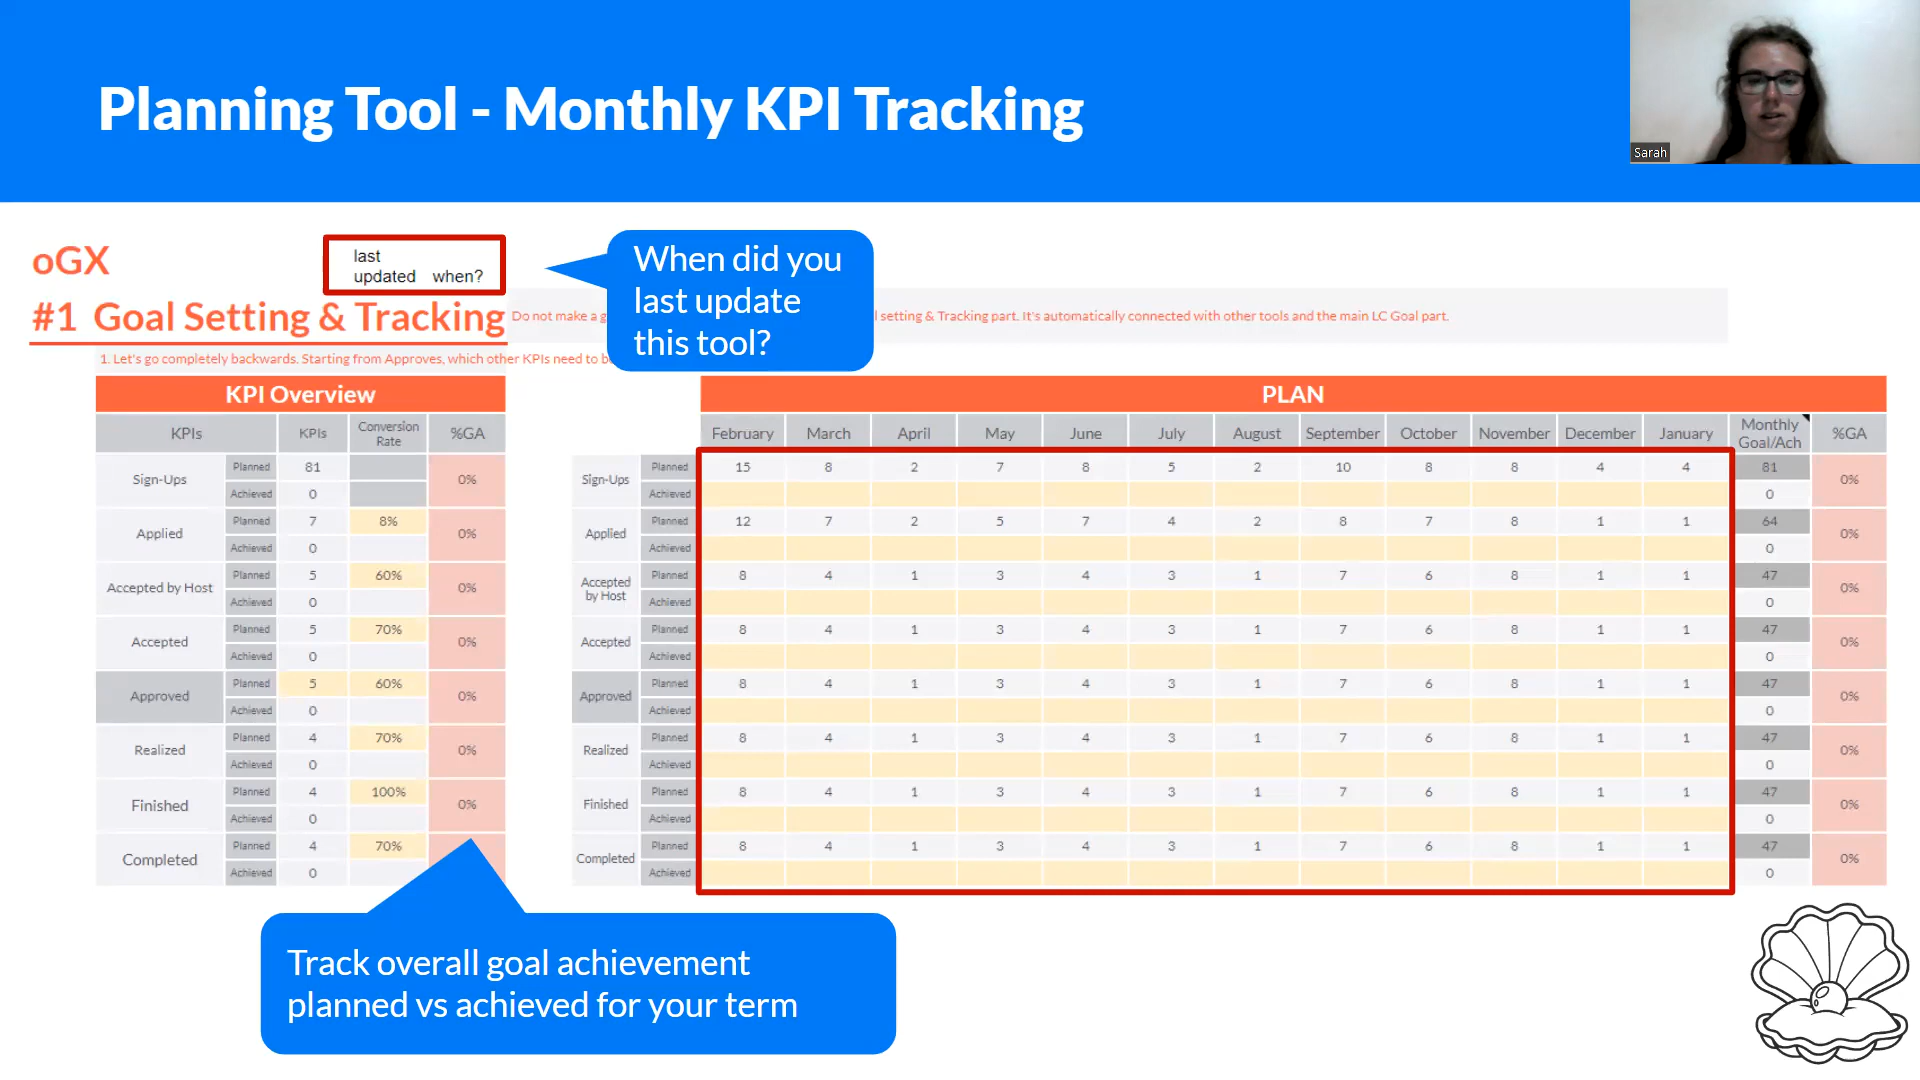 Planning Tool - Monthly KPI Tracking
Sarah
oGX
last
updated when?
When did you
last update
this tool?
#1 Goal Setting & Tracking
Do not make a g
l setting & Tracking part. It's automatically connected with other tools and the main LC Goal part.
1. Let's go completely backwards. Starting from Approves, which other KPIs need to b
KPI Overview
KPIs KPIs Conversion Rate %GA
Sign-Ups Planned 81 0%
Achieved 0
Applied Planned 7 8% 0%
Achieved 0
Accepted by Host Planned 5 60% 0%
Achieved 0
Accepted Planned 5 70% 0%
Achieved 0
Approved Planned 5 60% 0%
Achieved 0
Realized Planned 4 70% 0%
Achieved 0
Finished Planned 4 100% 0%
Achieved 0
Completed Planned 4 70%
Achieved 0
PLAN
February March April May June July August September October November December January Monthly Goal/Ach %GA
Sign-Ups Planned 15 8 2 7 8 5 2 10 8 8 4 4 81 0%
Achieved 0
Applied Planned 12 7 2 5 7 4 2 8 7 8 1 1 64 0%
Achieved 0
Accepted by Host Planned 8 4 1 3 4 3 1 7 6 8 1 1 47 0%
Achieved 0
Accepted Planned 8 4 1 3 4 3 1 7 6 8 1 1 47 0%
Achieved 0
Approved Planned 8 4 1 3 4 3 1 7 6 8 1 1 47 0%
Achieved 0
Realized Planned 8 4 1 3 4 3 1 7 6 8 1 1 47 0%
Achieved 0
Finished Planned 8 4 1 3 4 3 1 7 6 8 1 1 47 0%
Achieved 0
Completed Planned 8 4 1 3 4 3 1 7 6 8 1 1 47 0%
Achieved 0
Track overall goal achievement
planned vs achieved for your term